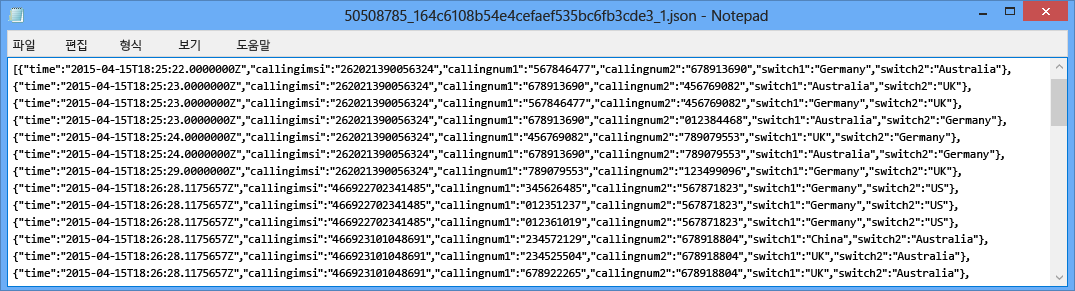 50508785_164c6108b54e4cefaef535bc6fb3cde3_1.json - Notepad
파일 편집 형식 보기 도움말
[{"time":"2015-04-15T18:25:22.0000000Z","callingimsi":"262021390056324","callingnum1":"567846477","callingnum2":"678913690","switch1":"Germany","switch2":"Australia"},
{"time":"2015-04-15T18:25:23.0000000Z","callingimsi":"262021390056324","callingnum1":"678913690","callingnum2":"456769082","switch1":"Australia","switch2":"UK"},
{"time":"2015-04-15T18:25:23.0000000Z","callingimsi":"262021390056324","callingnum1":"567846477","callingnum2":"456769082","switch1":"Germany","switch2":"UK"},
{"time":"2015-04-15T18:25:23.0000000Z","callingimsi":"262021390056324","callingnum1":"678913690","callingnum2":"012384468","switch1":"Australia","switch2":"Germany"},
{"time":"2015-04-15T18:25:24.0000000Z","callingimsi":"262021390056324","callingnum1":"456769082","callingnum2":"789079553","switch1":"UK","switch2":"Germany"},
{"time":"2015-04-15T18:25:24.0000000Z","callingimsi":"262021390056324","callingnum1":"678913690","callingnum2":"789079553","switch1":"Australia","switch2":"Germany"},
{"time":"2015-04-15T18:25:29.0000000Z","callingimsi":"262021390056324","callingnum1":"789079553","callingnum2":"123499096","switch1":"Germany","switch2":"UK"},
{"time":"2015-04-15T18:26:28.1175657Z","callingimsi":"466922702341485","callingnum1":"345626485","callingnum2":"567871823","switch1":"Germany","switch2":"US"},
{"time":"2015-04-15T18:26:28.1175657Z","callingimsi":"466922702341485","callingnum1":"012351237","callingnum2":"567871823","switch1":"Germany","switch2":"US"},
{"time":"2015-04-15T18:26:28.1175657Z","callingimsi":"466922702341485","callingnum1":"012361019","callingnum2":"567871823","switch1":"Germany","switch2":"US"},
{"time":"2015-04-15T18:26:28.1175657Z","callingimsi":"466923101048691","callingnum1":"234572129","callingnum2":"678918804","switch1":"China","switch2":"Australia"},
{"time":"2015-04-15T18:26:28.1175657Z","callingimsi":"466923101048691","callingnum1":"234525504","callingnum2":"678918804","switch1":"UK","switch2":"Australia"},
{"time":"2015-04-15T18:26:28.1175657Z","callingimsi":"466923101048691","callingnum1":"678922265","callingnum2":"678918804","switch1":"UK","switch2":"Australia"},